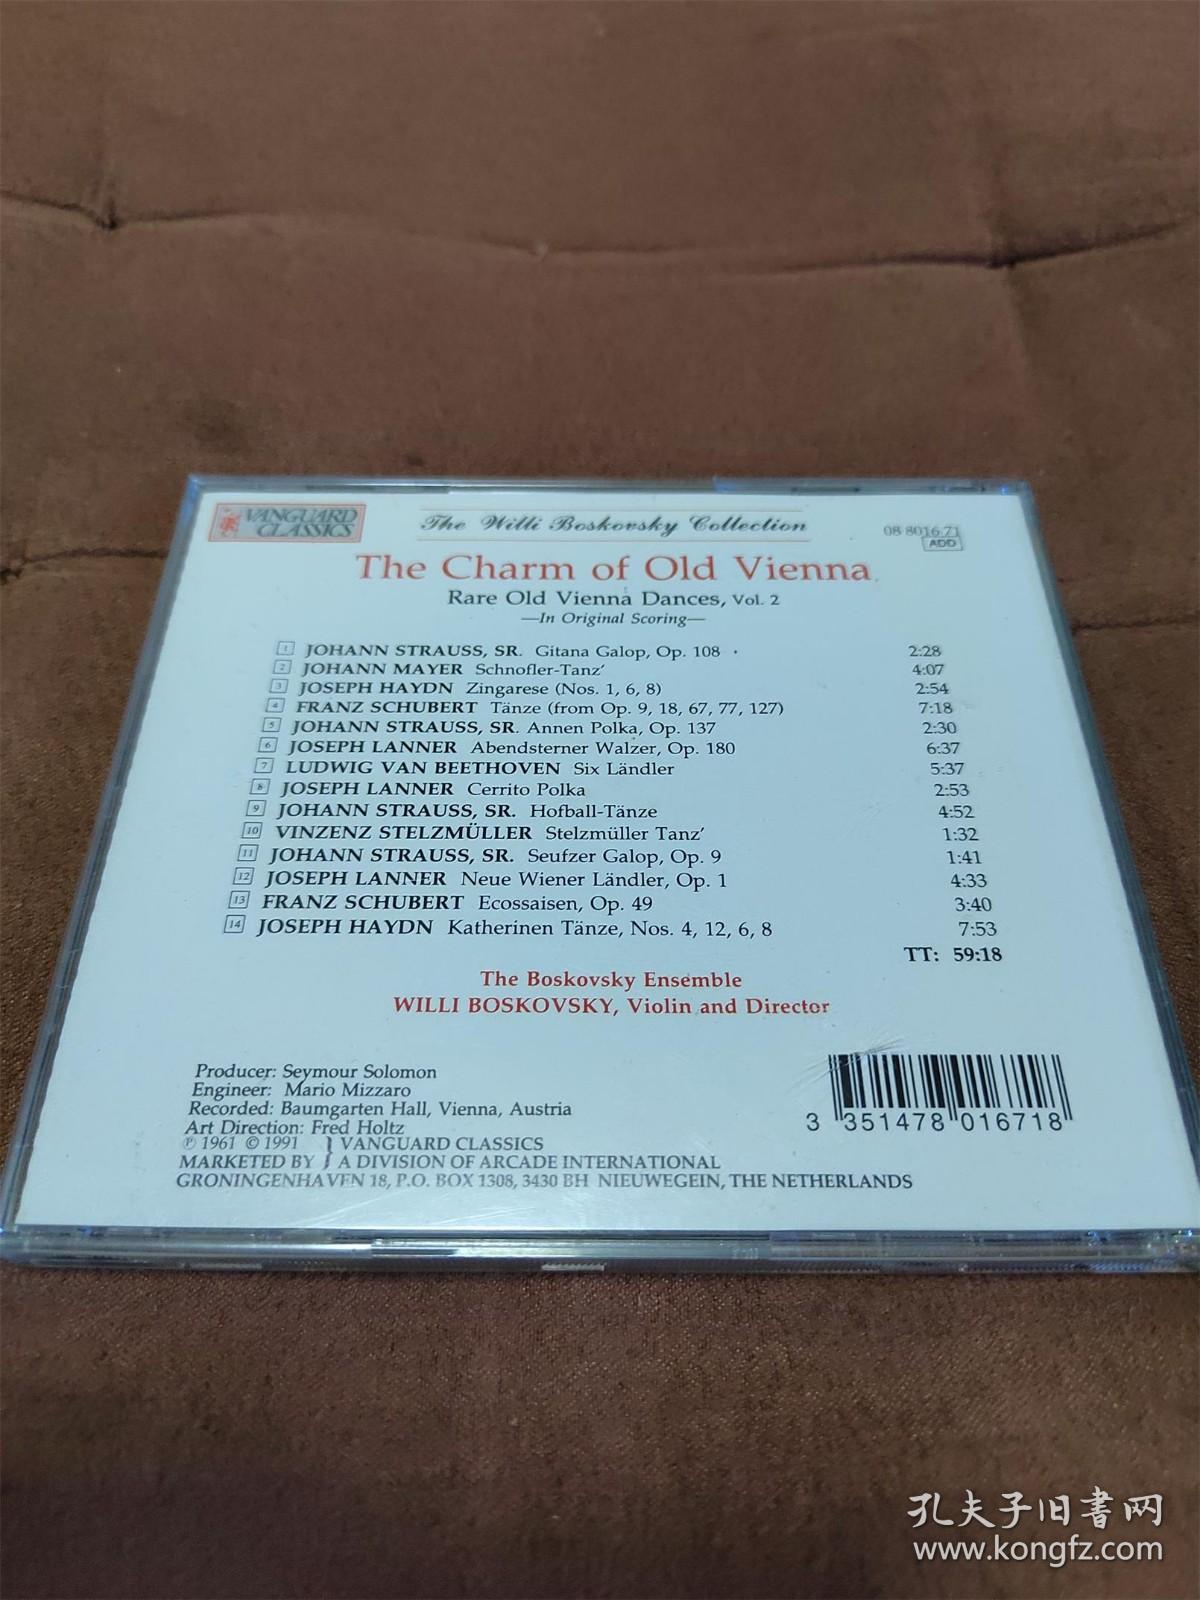 VANGUARD
CLASSICS
The Willi Boskovsky Collection
08 8016 71
ADD
The Charm of Old Vienna
Rare Old Vienna Dances, Vol. 2
—In Original Scoring—
1 JOHANN STRAUSS, SR. Gitana Galop, Op. 108 2:28
2 JOHANN MAYER Schnofler-Tanz' 4:07
3 JOSEPH HAYDN Zingarese (Nos. 1, 6, 8) 2:54
4 FRANZ SCHUBERT Tänze (from Op. 9, 18, 67, 77, 127) 7:18
5 JOHANN STRAUSS, SR. Annen Polka, Op. 137 2:30
6 JOSEPH LANNER Abendsterner Walzer, Op. 180 6:37
7 LUDWIG VAN BEETHOVEN Six Ländler 5:37
8 JOSEPH LANNER Cerrito Polka 2:53
9 JOHANN STRAUSS, SR. Hofball-Tänze 4:52
10 VINZENZ STELZMÜLLER Stelzmüller Tanz' 1:32
11 JOHANN STRAUSS, SR. Seufzer Galop, Op. 9 1:41
12 JOSEPH LANNER Neue Wiener Ländler, Op. 1 4:33
13 FRANZ SCHUBERT Ecossaisen, Op. 49 3:40
14 JOSEPH HAYDN Katherinen Tänze, Nos. 4, 12, 6, 8 7:53
TT: 59:18
The Boskovsky Ensemble
WILLI BOSKOVSKY, Violin and Director
Producer: Seymour Solomon
Engineer: Mario Mizzaro
Recorded: Baumgarten Hall, Vienna, Austria
Art Direction: Fred Holtz
℗ 1961 © 1991 } VANGUARD CLASSICS
MARKETED BY } A DIVISION OF ARCADE INTERNATIONAL
GRONINGENHAVEN 18, P.O. BOX 1308, 3430 BH NIEUWEGEIN, THE NETHERLANDS
3 351478 016718
孔夫子旧书网
www.kongfz.com